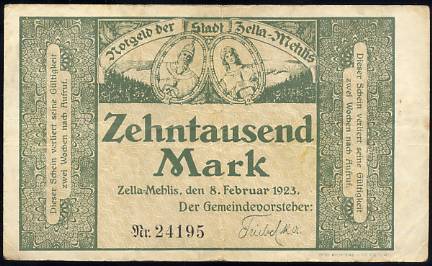 Notgeld der Stadt Zella-Mehlis
Dieser Schein verliert seine Gültigkeit
zwei Wochen nach Aufruf.
Zehntausend
Mark
Zella-Mehlis, den 8. Februar 1923.
Der Gemeindevorsteher:
Nr. 24195
Dieser Schein verliert seine Gültigkeit
zwei Wochen nach Aufruf.